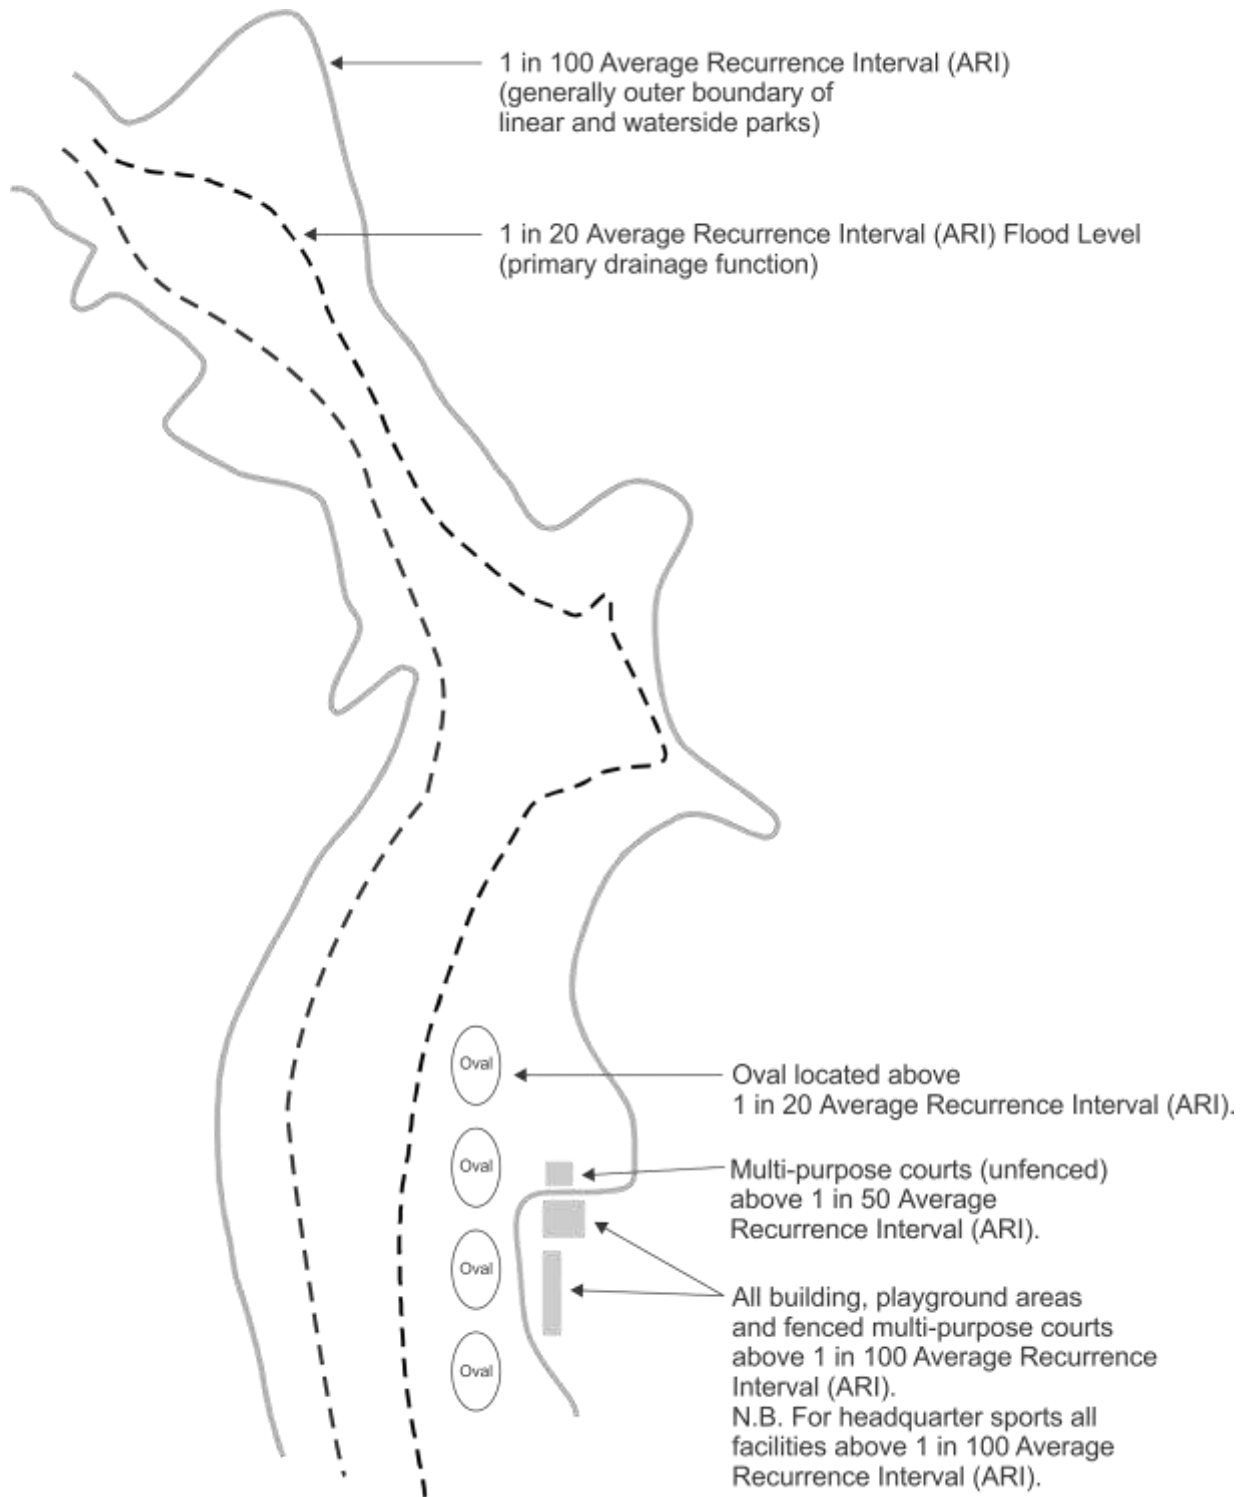 1 in 100 Average Recurrence Interval (ARI)
(generally outer boundary of
linear and waterside parks)
1 in 20 Average Recurrence Interval (ARI) Flood Level
(primary drainage function)
Oval
Oval located above
1 in 20 Average Recurrence Interval (ARI).
Oval
Multi-purpose courts (unfenced)
above 1 in 50 Average
Recurrence Interval (ARI).
Oval
All building, playground areas
and fenced multi-purpose courts
above 1 in 100 Average Recurrence
Interval (ARI).
N.B. For headquarter sports all
facilities above 1 in 100 Average
Recurrence Interval (ARI).
Oval